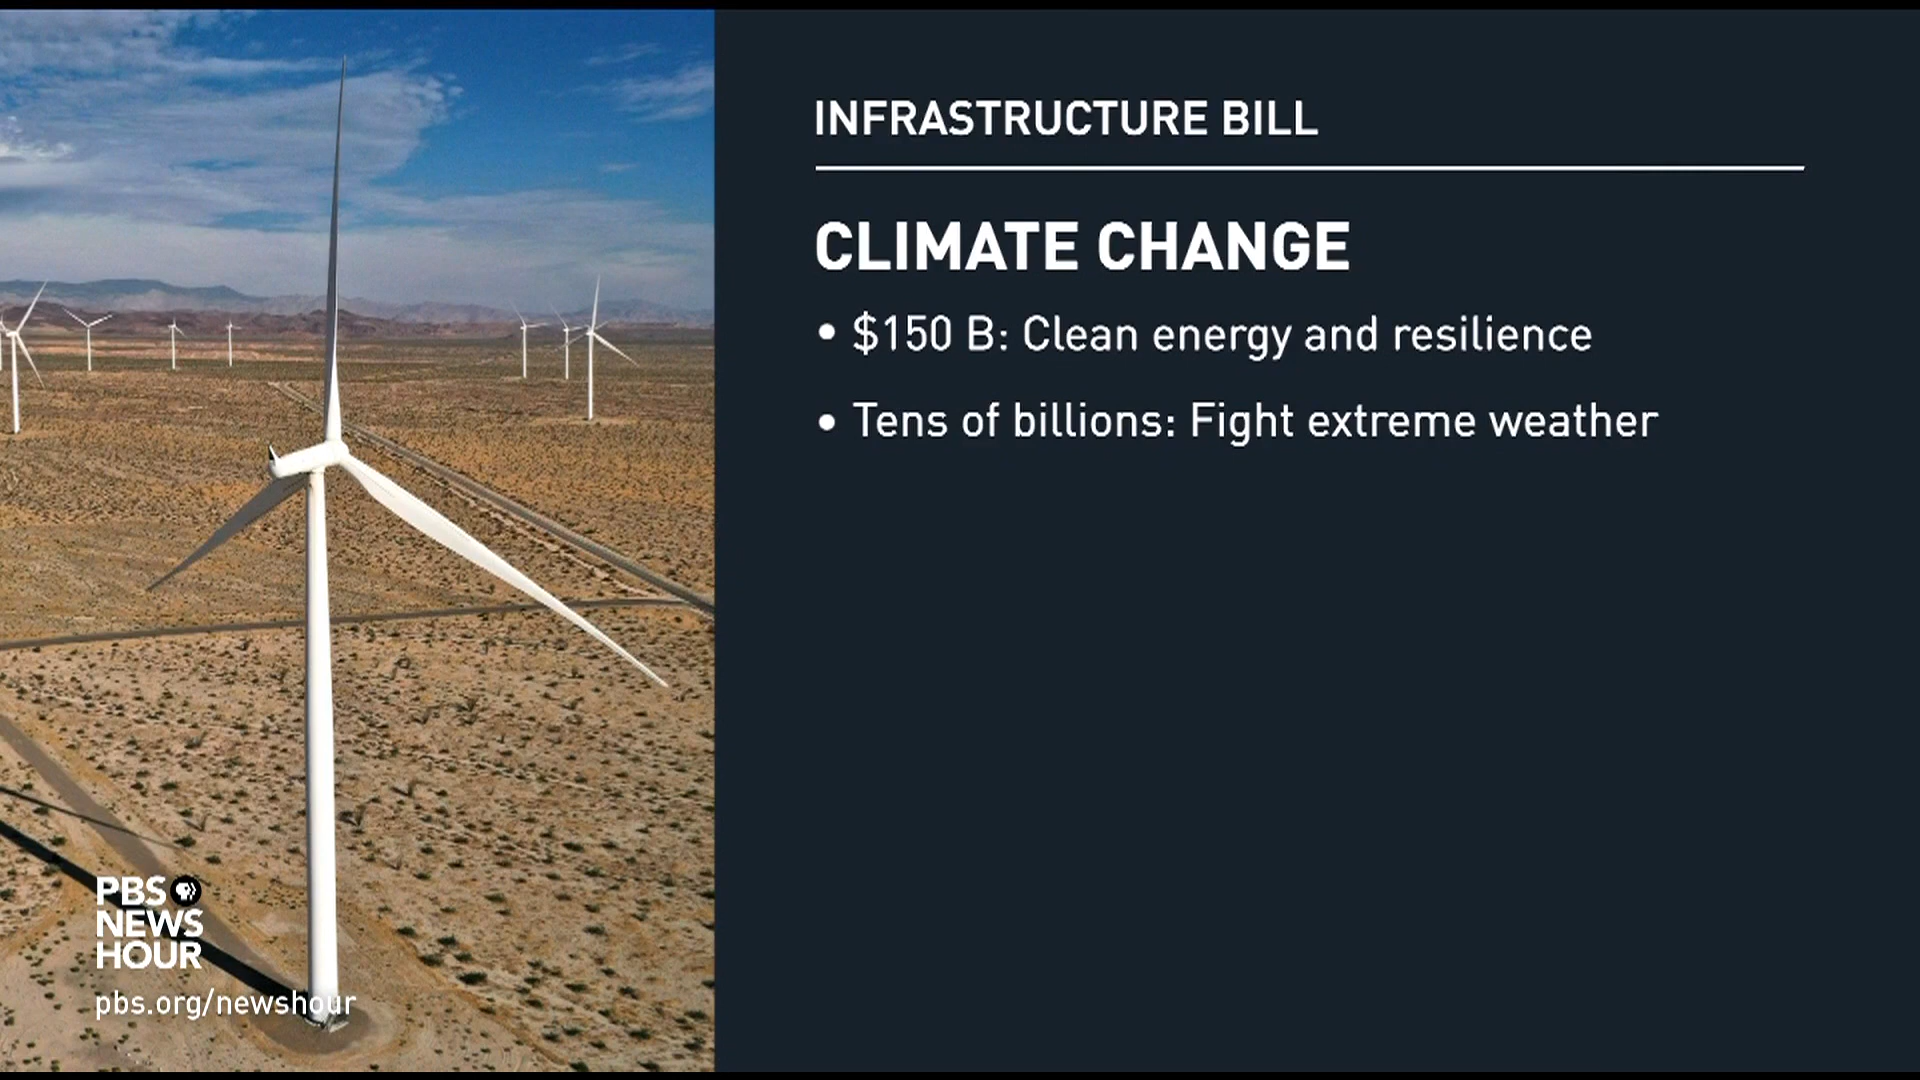 INFRASTRUCTURE BILL
CLIMATE CHANGE
• $150 B: Clean energy and resilience
• Tens of billions: Fight extreme weather
PBS
NEWS
HOUR
pbs.org/newshour